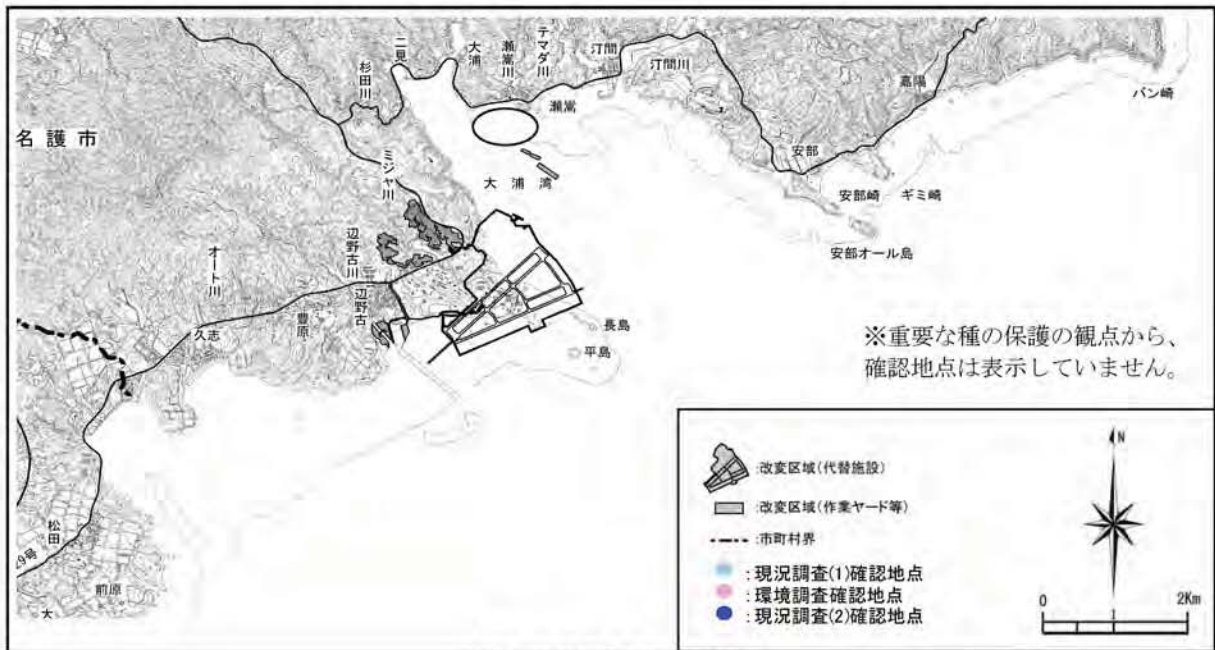 名護市
杉田川
二見
大浦
瀬嵩川
テマダ川
汀間
汀間川
瀬嵩
嘉陽
バン崎
安部
安部崎
ギミ崎
安部オール島
大浦湾
ミジャ川
辺野古川
辺野古
オート川
久志
豊原
長島
平島
松田
29号
前原
大
※重要な種の保護の観点から、
確認地点は表示していません。
:改変区域(代替施設)
:改変区域(作業ヤード等)
:市町村界
:現況調査(1)確認地点
:環境調査確認地点
:現況調査(2)確認地点
N
0 1 2Km